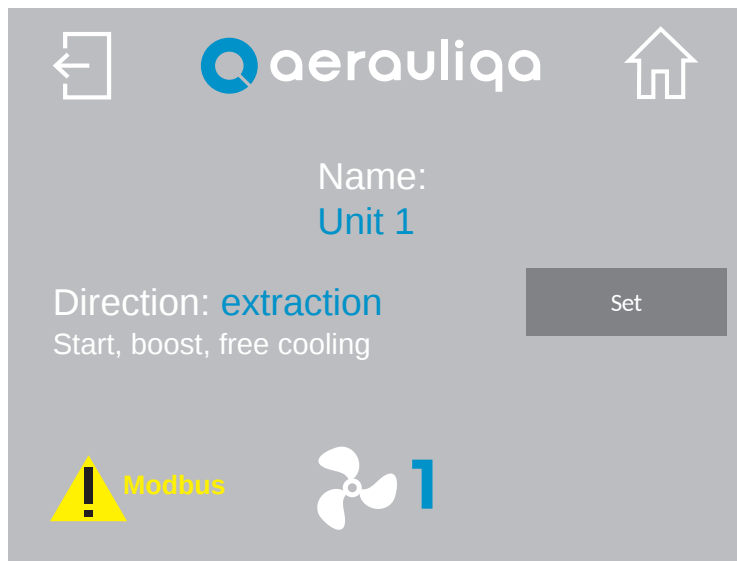 aerauliqa
Name:
Unit 1
Direction: extraction
Set
Start, boost, free cooling
Modbus
1